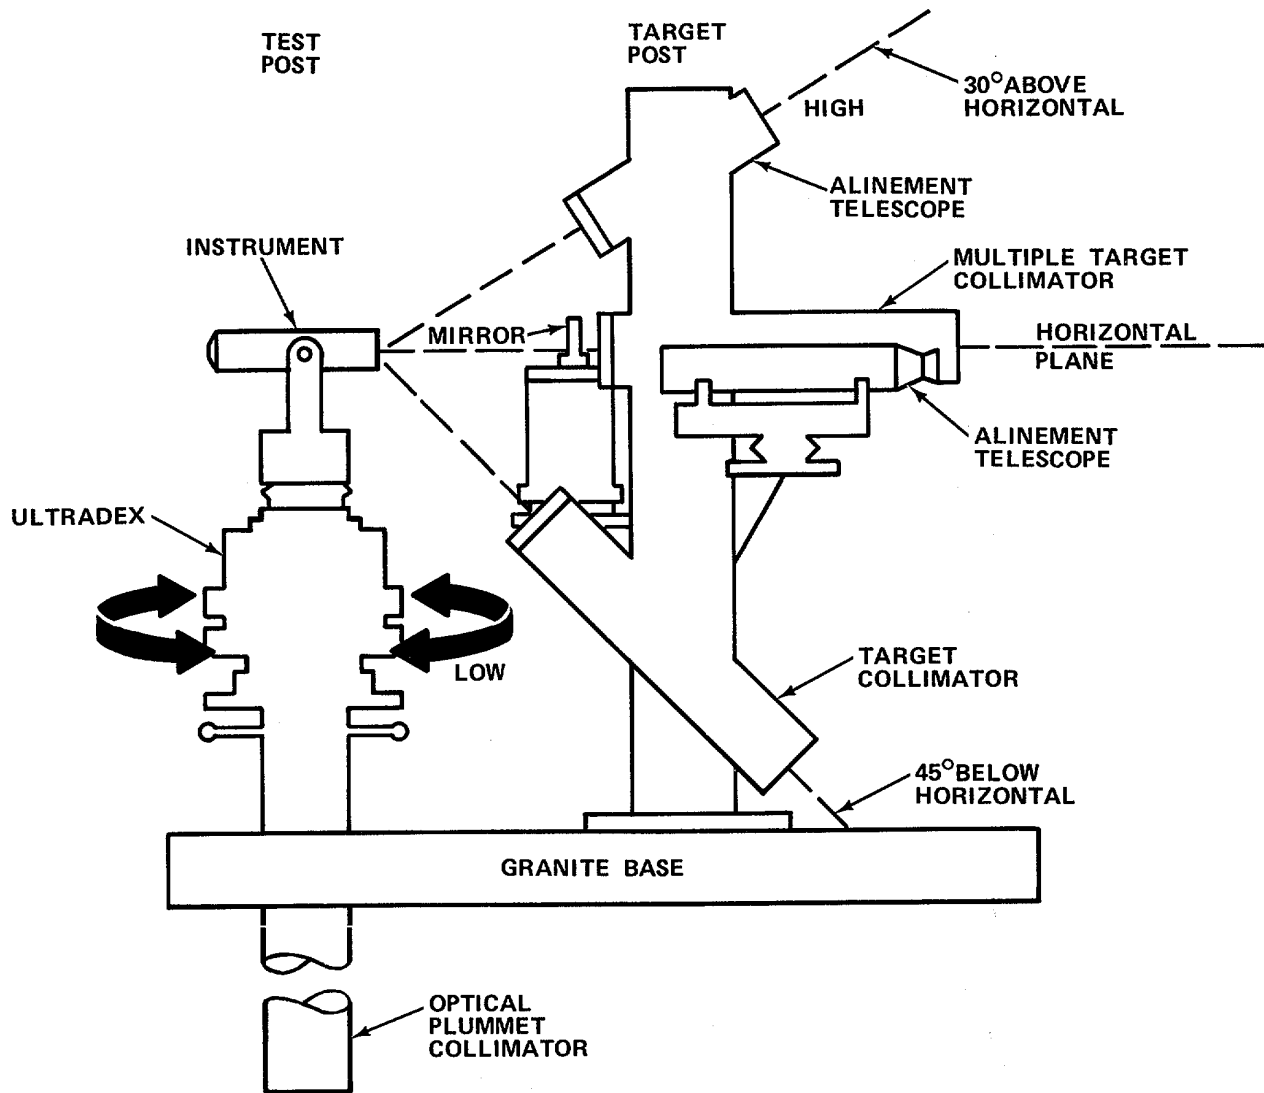 TEST
POST
TARGET
POST
30° ABOVE
HORIZONTAL
HIGH
ALINEMENT
TELESCOPE
INSTRUMENT
MULTIPLE TARGET
COLLIMATOR
MIRROR
HORIZONTAL
PLANE
ALINEMENT
TELESCOPE
ULTRADEX
LOW
TARGET
COLLIMATOR
45° BELOW
HORIZONTAL
GRANITE BASE
OPTICAL
PLUMMET
COLLIMATOR